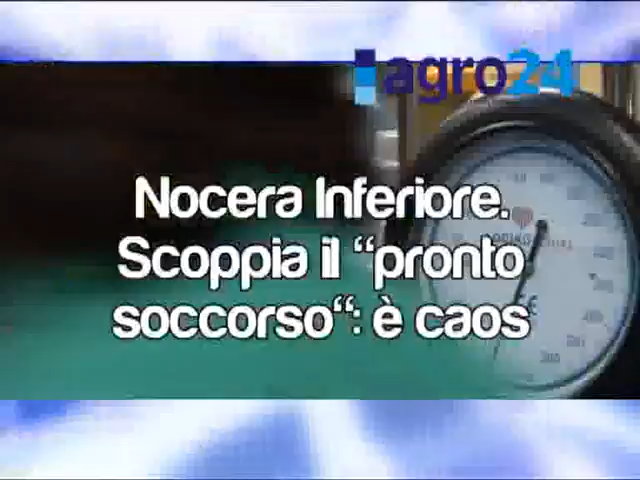 agro24
Nocera Inferiore.
Scoppia il “pronto
soccorso“: è caos